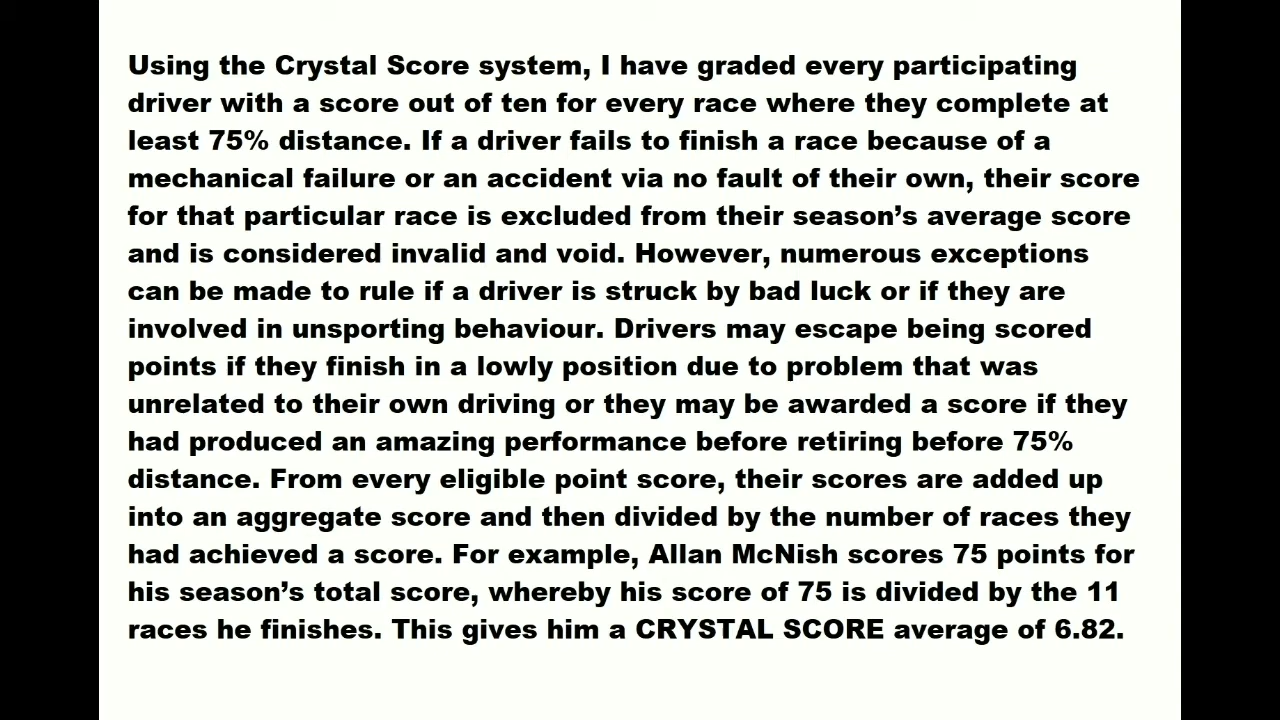 Using the Crystal Score system, I have graded every participating
driver with a score out of ten for every race where they complete at
least 75% distance. If a driver fails to finish a race because of a
mechanical failure or an accident via no fault of their own, their score
for that particular race is excluded from their season’s average score
and is considered invalid and void. However, numerous exceptions
can be made to rule if a driver is struck by bad luck or if they are
involved in unsporting behaviour. Drivers may escape being scored
points if they finish in a lowly position due to problem that was
unrelated to their own driving or they may be awarded a score if they
had produced an amazing performance before retiring before 75%
distance. From every eligible point score, their scores are added up
into an aggregate score and then divided by the number of races they
had achieved a score. For example, Allan McNish scores 75 points for
his season’s total score, whereby his score of 75 is divided by the 11
races he finishes. This gives him a CRYSTAL SCORE average of 6.82.